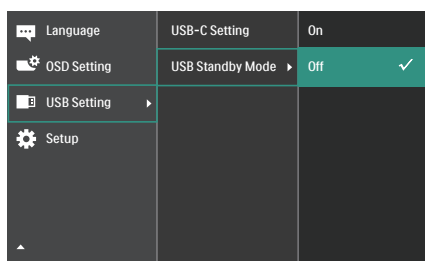 Language
OSD Setting
USB Setting
Setup
USB-C Setting
USB Standby Mode
On
Off